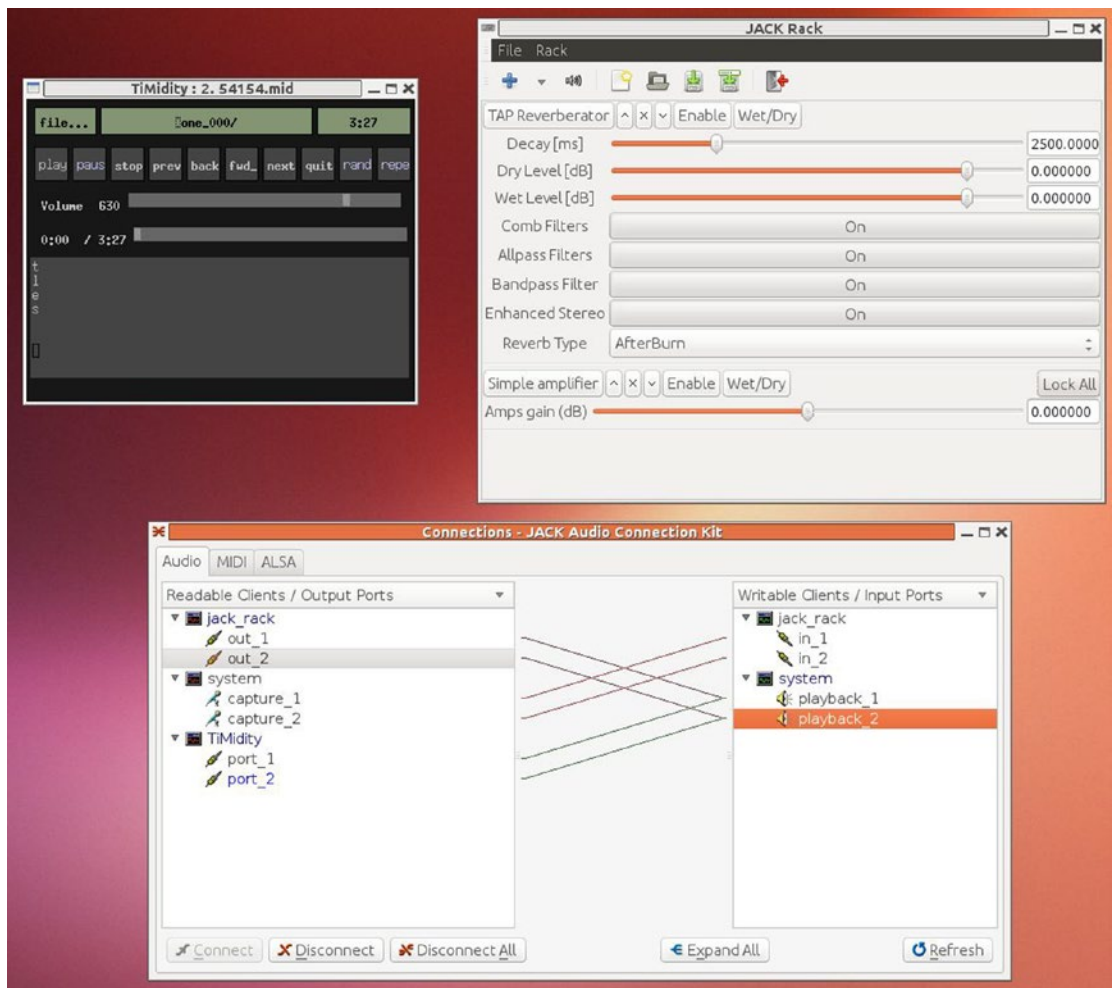 TiMidity : 2. 54154.mid
file...
one_000/
3:27
play paus stop prev back fwd_ next quit rand repe
Volume 630
0:00 / 3:27
t
l
e
s
JACK Rack
File Rack
TAP Reverberator Enable Wet/Dry
Decay [ms] 2500.0000
Dry Level [dB] 0.000000
Wet Level [dB] 0.000000
Comb Filters On
Allpass Filters On
Bandpass Filter On
Enhanced Stereo On
Reverb Type AfterBurn
Simple amplifier Enable Wet/Dry Lock All
Amps gain (dB) 0.000000
Connections - JACK Audio Connection Kit
Audio MIDI ALSA
Readable Clients / Output Ports
jack_rack
out_1
out_2
system
capture_1
capture_2
TiMidity
port_1
port_2
Writable Clients / Input Ports
jack_rack
in_1
in_2
system
playback_1
playback_2
Connect Disconnect Disconnect All Expand All Refresh